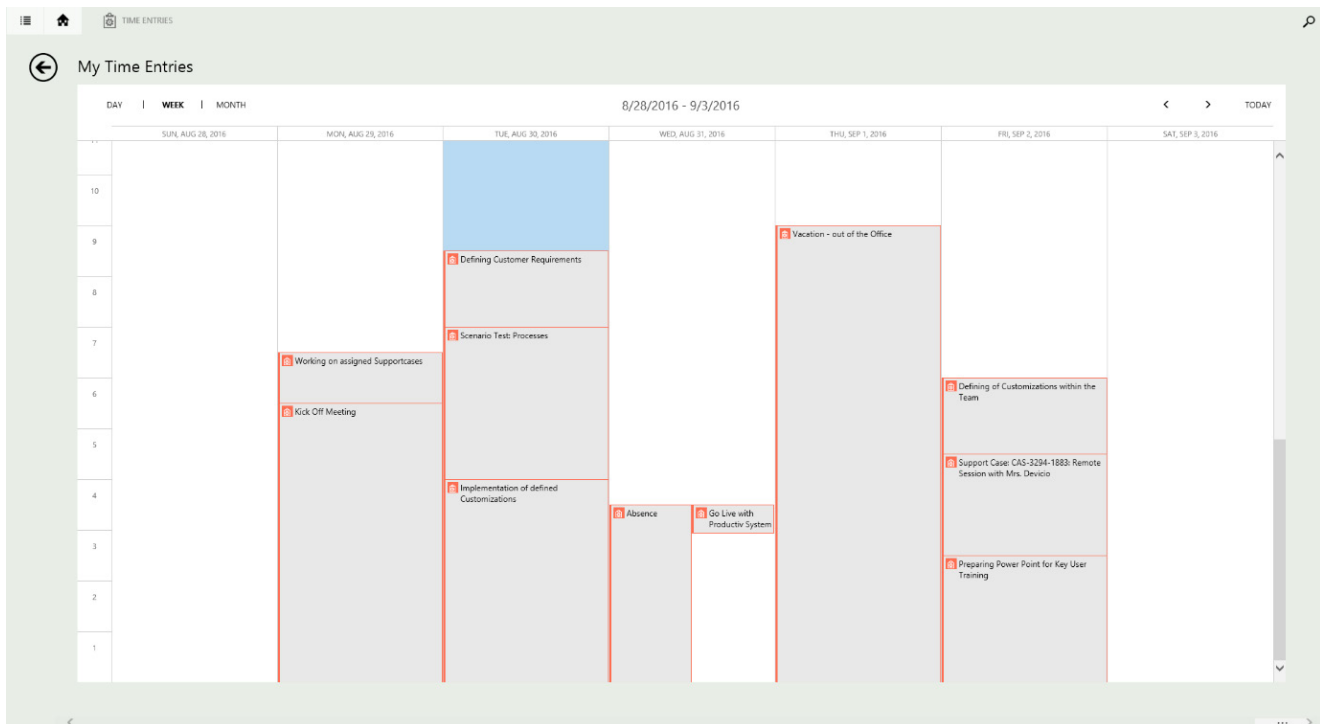 TIME ENTRIES
My Time Entries
DAY | WEEK | MONTH
8/28/2016 - 9/3/2016
TODAY
SUN, AUG 28, 2016
MON, AUG 29, 2016
TUE, AUG 30, 2016
WED, AUG 31, 2016
THU, SEP 1, 2016
FRI, SEP 2, 2016
SAT, SEP 3, 2016
10
9
Vacation - out of the Office
Defining Customer Requirements
8
7
Scenario Test: Processes
Working on assigned Supportcases
6
Defining of Customizations within the
Team
Kick Off Meeting
5
Support Case: CAS-3294-1883: Remote
Session with Mrs. Devicio
4
Implementation of defined
Customizations
Absence
Go Live with
Productiv System
3
Preparing Power Point for Key User
Training
2
1